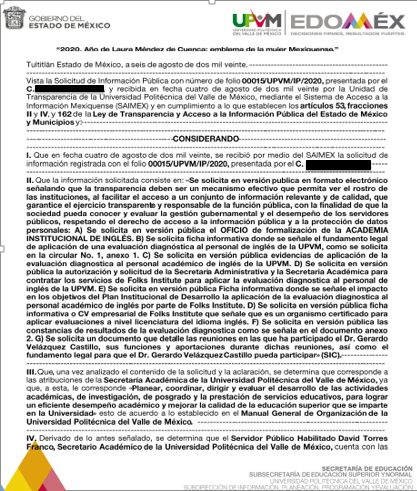 GOBIERNO DEL
ESTADO DE MÉXICO
UPVM
UNIVERSIDAD POLITÉCNICA
DEL VALLE DE MÉXICO
EDOMÉX
DECISIONES FIRMES, RESULTADOS FUERTES.
"2020. Año de Laura Méndez de Cuenca: emblema de la mujer Mexiquense."
Tultitlán Estado de México, a seis de agosto de dos mil veinte.
Vista la Solicitud de Información Pública con número de folio 00015/UPVM/IP/2020, presentada por el
C. y recibida en fecha cuatro de agosto de dos mil veinte por la Unidad de
Transparencia de la Universidad Politécnica del Valle de México, mediante el Sistema de Acceso a la
Información Mexiquense (SAIMEX) y en cumplimiento a lo que establecen los artículos 53, fracciones
II y IV, y 162 de la Ley de Transparencia y Acceso a la Información Pública del Estado de México
y Municipios y:
CONSIDERANDO
I. Que en fecha cuatro de agosto de dos mil veinte, se recibió por medio del SAIMEX la solicitud de
información registrada con el folio 00015/UPVM/IP/2020, presentada por el C.
II. Que la información solicitada consiste en: -Se solicita en versión publica en formato electrónico
señalando que la transparencia deben ser un mecanismo efectivo que permita ver el rostro de
las instituciones, al facilitar el acceso a un conjunto de información relevante y de calidad, que
garantice el ejercicio transparente y responsable de la función pública, con la finalidad de que la
sociedad pueda conocer y evaluar la gestión gubernamental y el desempeño de los servidores
públicos, respetando el derecho de acceso a la información pública y a la protección de datos
personales: A) Se solicita en versión pública el OFICIO de formalización de la ACADEMIA
INSTITUCIONAL DE INGLÉS. B) Se solicita ficha informativa donde se señale el fundamento legal
de aplicación de una evaluación diagnostica al personal de inglés de la UPVM, como se solicita
en la circular No. 1, anexo 1. C) Se solicita en versión pública evidencias de aplicación de la
evaluación diagnostica al personal académico de inglés de la UPVM. D) Se solicita en versión
pública la autorización y solicitud de la Secretaria Administrativa y la Secretaria Académica para
contratar los servicios de Folks Institute para aplicar la evaluación diagnostica al personal de
inglés de la UPVM. E) Se solicita en versión pública Ficha informativa donde se señale el impacto
en los objetivos del Plan Institucional de Desarrollo la aplicación de la evaluación diagnostica al
personal académico de inglés por parte de Folks Institute. D) Se solicita en versión pública ficha
informativa o CV empresarial de Folks Institute que señale que es un organismo certificado para
aplicar evaluaciones a nivel licenciatura del idioma inglés. F) Se solicita en versión pública las
constancias de resultados de la evaluación diagnostica como se señala en el documento anexo
2. G) Se solicita un documento que detalle las reuniones en las que ha participado el Dr. Gerardo
Velázquez Castillo, sus funciones y aportaciones durante dichas reuniones, así como el
fundamento legal para que el Dr. Gerardo Velázquez Castillo pueda participar- (SIC).
III. Que, una vez analizado el contenido de la solicitud y la aclaración, se determina que corresponde a
las atribuciones de la Secretaría Académica de la Universidad Politécnica del Valle de México, ya
que, a esta, le corresponde -Planear, coordinar, dirigir y evaluar el desarrollo de las actividades
académicas, de investigación, de posgrado y la prestación de servicios educativos, para lograr
un eficiente desempeño académico y mejorar la calidad de la educación superior que se imparte
en la Universidad- esto de acuerdo a lo establecido en el Manual General de Organización de la
Universidad Politécnica del Valle de México.
IV. Derivado de lo antes señalado, se determina que el Servidor Público Habilitado David Torres
Franco, Secretario Académico de la Universidad Politécnica del Valle de México, cuenta con las
SECRETARÍA DE EDUCACIÓN
SUBSECRETARÍA DE EDUCACIÓN SUPERIOR Y NORMAL
UNIVERSIDAD POLITÉCNICA DEL VALLE DE MÉXICO
SUBDIRECCIÓN DE INFORMACIÓN, PLANEACIÓN, PROGRAMACIÓN Y EVALUACIÓN